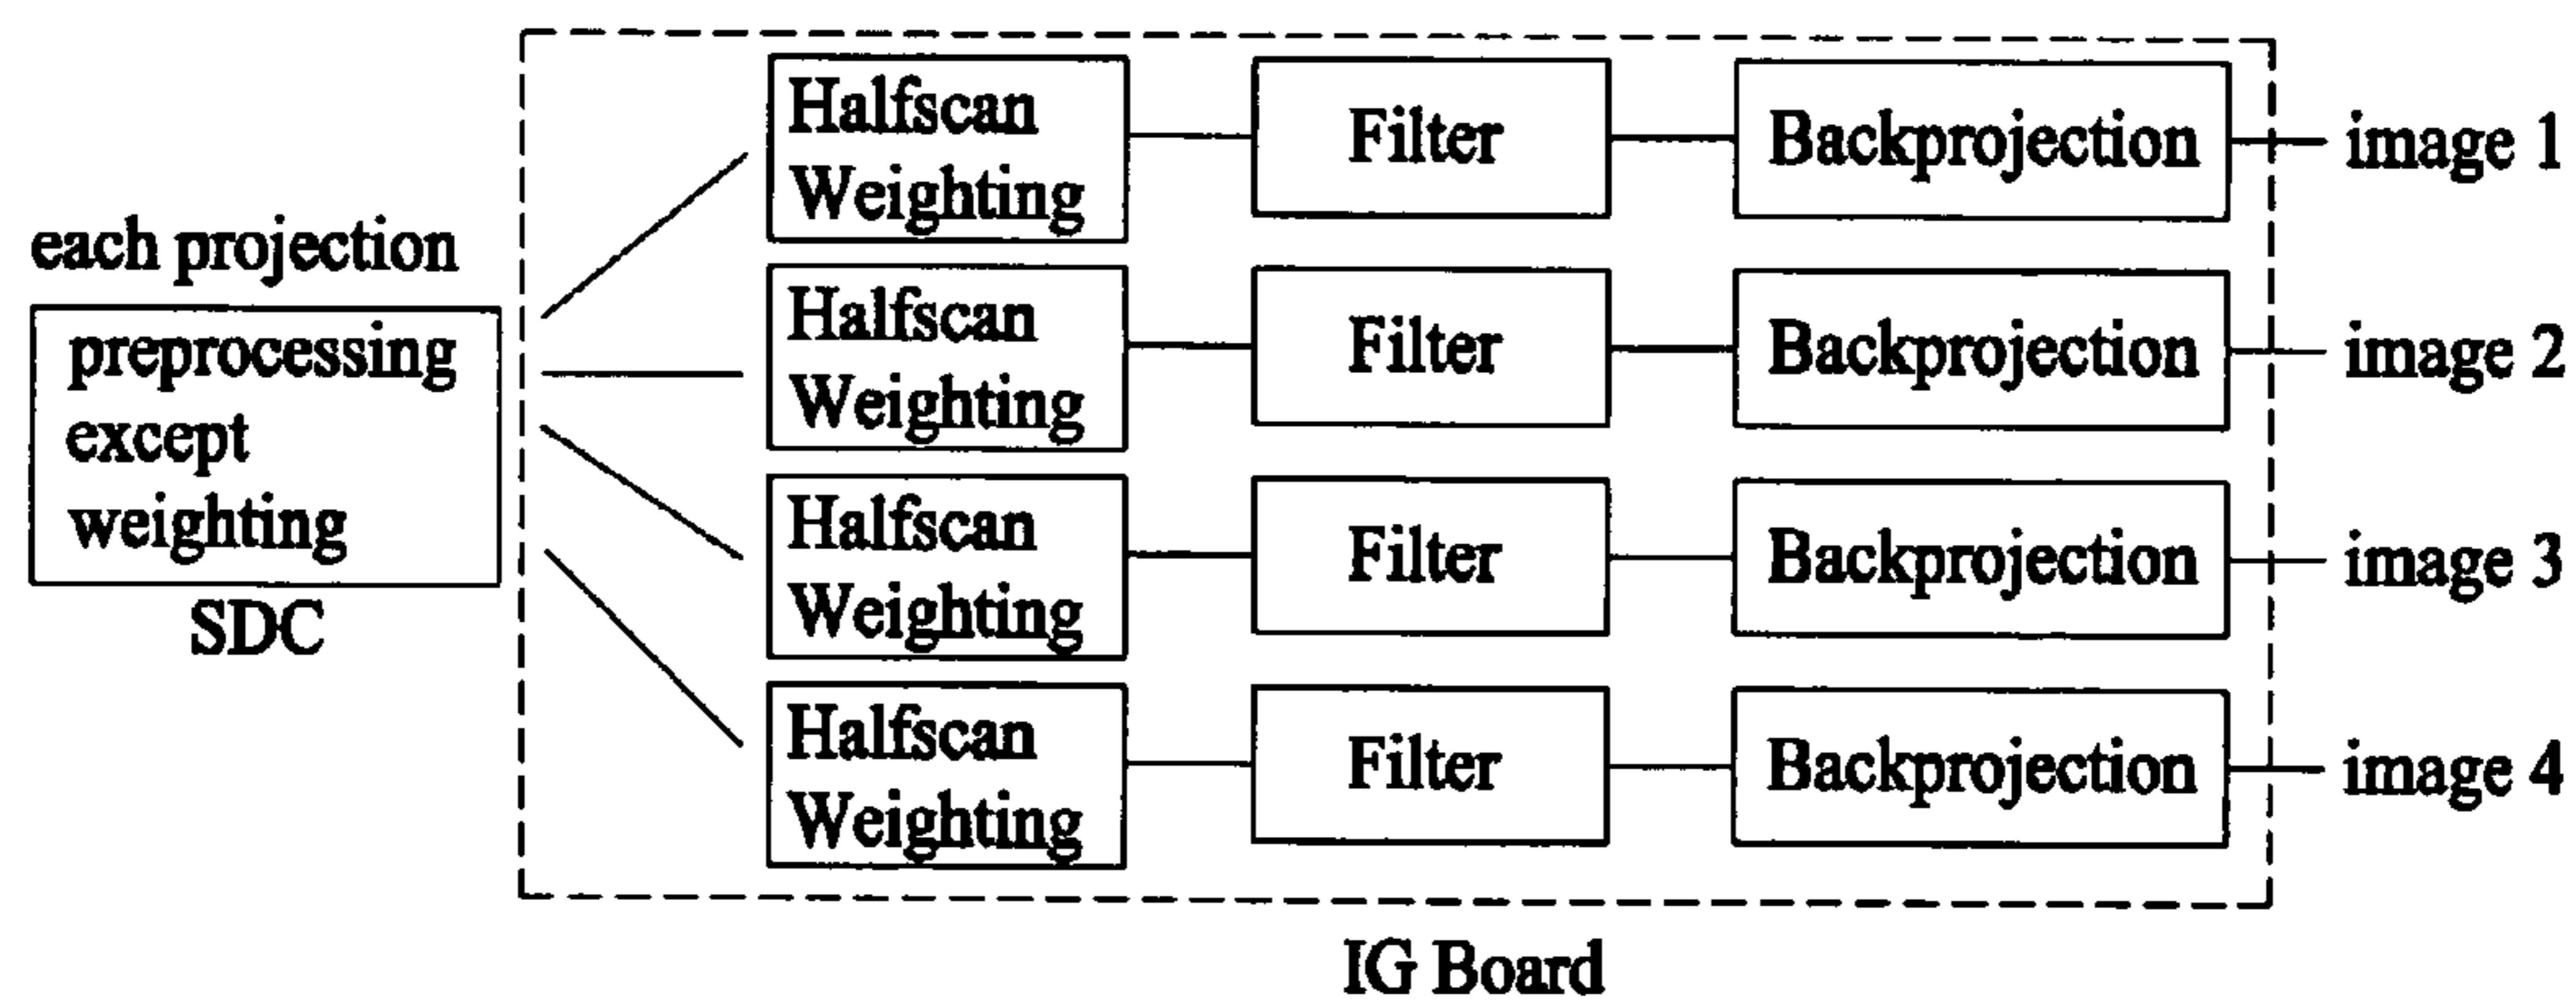 each projection
preprocessing
except
weighting
SDC
Halfscan
Weighting
Filter
Backprojection
image 1
Halfscan
Weighting
Filter
Backprojection
image 2
Halfscan
Weighting
Filter
Backprojection
image 3
Halfscan
Weighting
Filter
Backprojection
image 4
IG Board